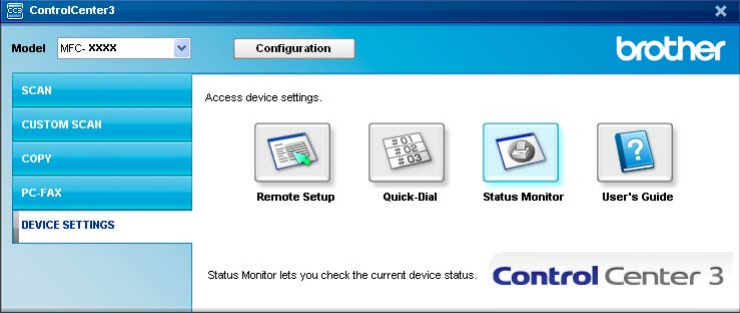 ControlCenter3
Model MFC- XXXX Configuration brother
SCAN
CUSTOM SCAN
COPY
PC-FAX
DEVICE SETTINGS
Access device settings.
#01
#02
#03
Remote Setup Quick-Dial Status Monitor User's Guide
Status Monitor lets you check the current device status.
Control Center 3